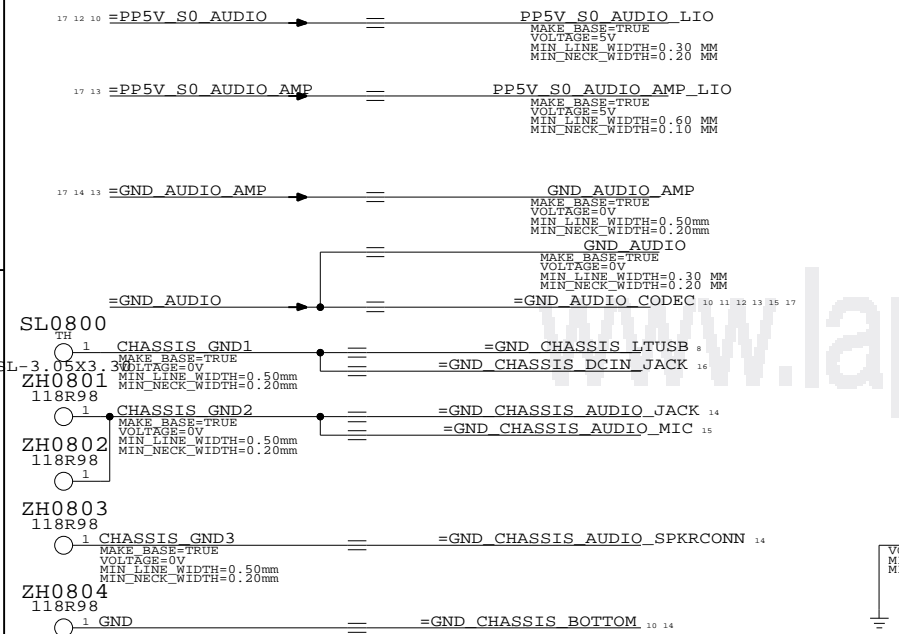 17 12 10 =PP5V_S0_AUDIO PP5V_S0_AUDIO_LIO
MAKE_BASE=TRUE
VOLTAGE=5V
MIN_LINE_WIDTH=0.30 MM
MIN_NECK_WIDTH=0.20 MM
17 13 =PP5V_S0_AUDIO_AMP PP5V_S0_AUDIO_AMP_LIO
MAKE_BASE=TRUE
VOLTAGE=5V
MIN_LINE_WIDTH=0.60 MM
MIN_NECK_WIDTH=0.10 MM
17 14 13 =GND_AUDIO_AMP GND_AUDIO_AMP
MAKE_BASE=TRUE
VOLTAGE=0V
MIN_LINE_WIDTH=0.50mm
MIN_NECK_WIDTH=0.20mm
GND_AUDIO
MAKE_BASE=TRUE
VOLTAGE=0V
MIN_LINE_WIDTH=0.30 MM
MIN_NECK_WIDTH=0.20 MM
=GND_AUDIO =GND_AUDIO_CODEC 10 11 12 13 15 17
SL0800
TH
1 CHASSIS_GND1 =GND_CHASSIS_LTUSB 8
SL-3.05X3.30 MAKE_BASE=TRUE =GND_CHASSIS_DCIN_JACK 16
VOLTAGE=0V
MIN_LINE_WIDTH=0.50mm
MIN_NECK_WIDTH=0.20mm
ZH0801
118R98
1 CHASSIS_GND2 =GND_CHASSIS_AUDIO_JACK 14
MAKE_BASE=TRUE =GND_CHASSIS_AUDIO_MIC 15
VOLTAGE=0V
MIN_LINE_WIDTH=0.50mm
MIN_NECK_WIDTH=0.20mm
ZH0802
118R98
1
ZH0803
118R98
1 CHASSIS_GND3 =GND_CHASSIS_AUDIO_SPKRCONN 14
MAKE_BASE=TRUE
VOLTAGE=0V
MIN_LINE_WIDTH=0.50mm
MIN_NECK_WIDTH=0.20mm
ZH0804
118R98
1 GND =GND_CHASSIS_BOTTOM 10 14
www.la